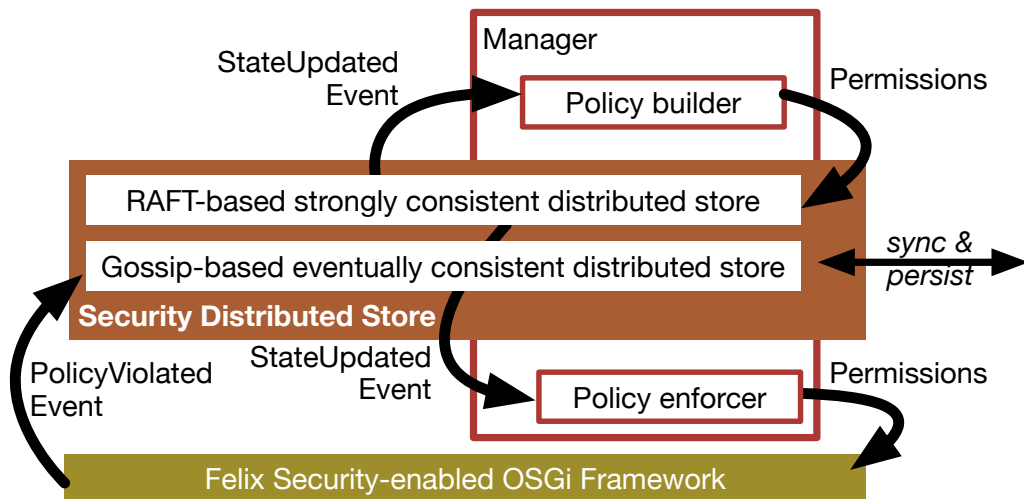 Manager
StateUpdated
Event
Policy builder
Permissions
RAFT-based strongly consistent distributed store
Gossip-based eventually consistent distributed store
sync &
persist
Security Distributed Store
StateUpdated
Event
PolicyViolated
Event
Policy enforcer
Permissions
Felix Security-enabled OSGi Framework